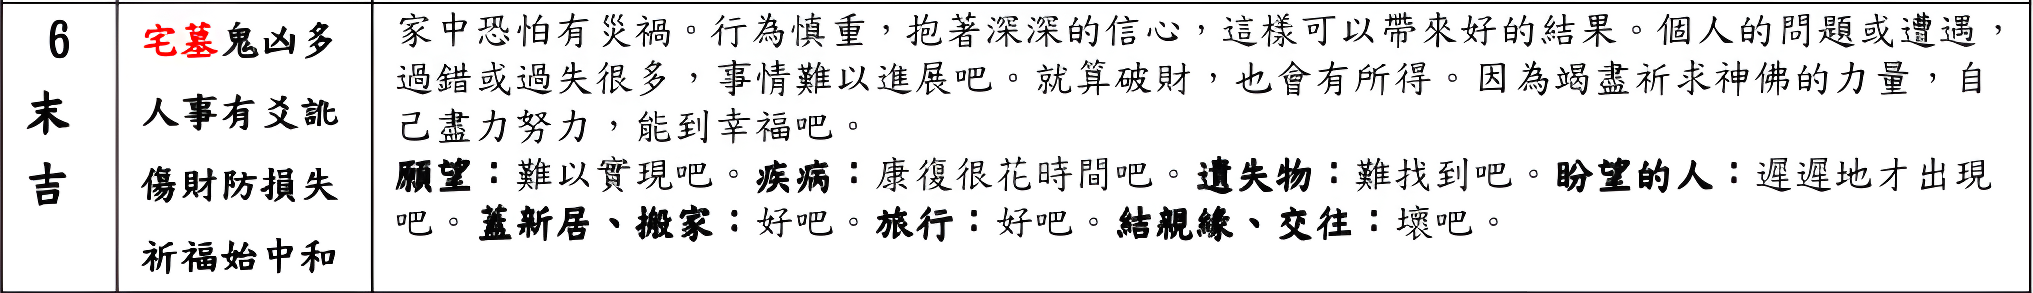 6
末
吉
宅墓鬼凶多
人事有爻訛
傷財防損失
祈福始中和
家中恐怕有災禍。行為慎重，抱著深深的信心，這樣可以帶來好的結果。個人的問題或遭遇，
過錯或過失很多，事情難以進展吧。就算破財，也會有所得。因為竭盡祈求神佛的力量，自
己盡力努力，能到幸福吧。
願望：難以實現吧。疾病：康復很花時間吧。遺失物：難找到吧。盼望的人：遲遲地才出現
吧。蓋新居、搬家：好吧。旅行：好吧。結親緣、交往：壞吧。